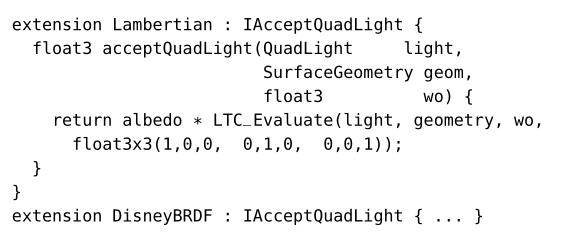 extension Lambertian : IAcceptQuadLight {
  float3 acceptQuadLight(QuadLight     light,
                         SurfaceGeometry geom,
                         float3          wo) {
    return albedo * LTC_Evaluate(light, geometry, wo,
      float3x3(1,0,0,  0,1,0,  0,0,1));
  }
}
extension DisneyBRDF : IAcceptQuadLight { ... }